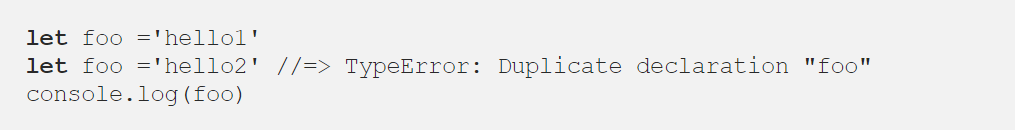 let foo ='hello1'
let foo ='hello2' //=> TypeError: Duplicate declaration "foo"
console.log(foo)